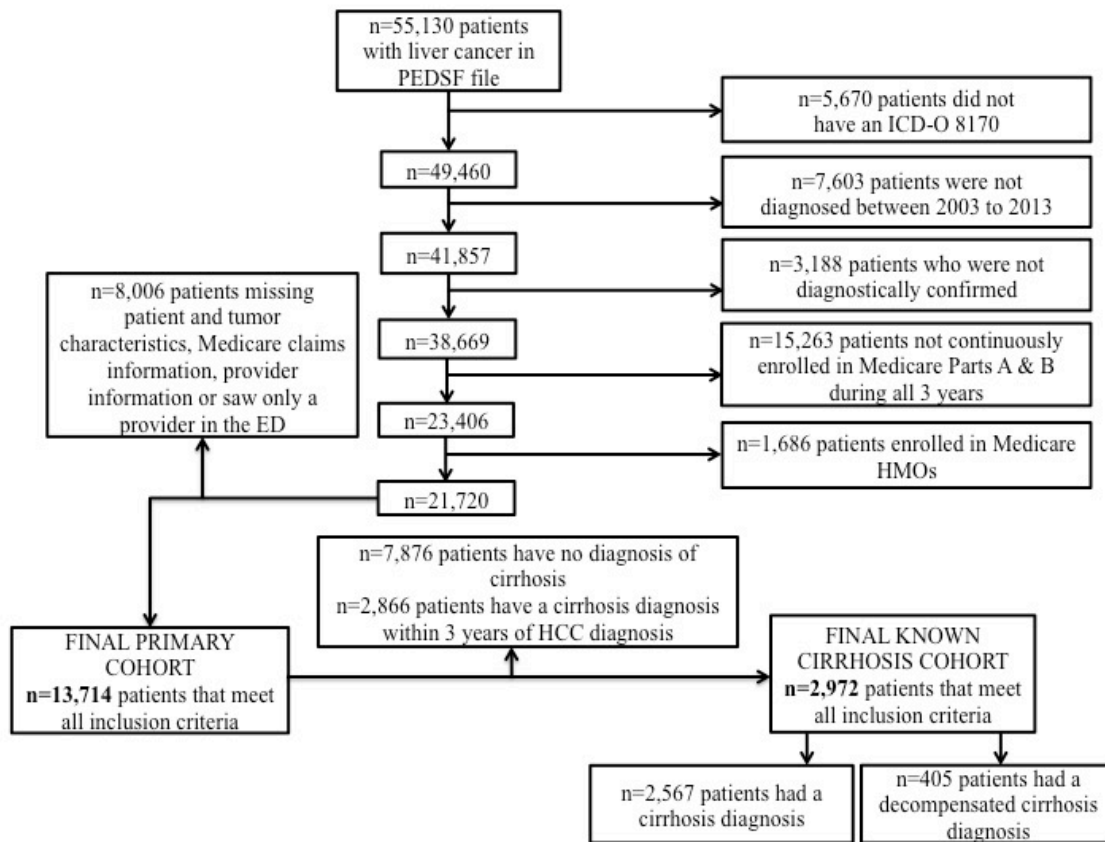 n=55,130 patients
with liver cancer in
PEDSF file
n=5,670 patients did not
have an ICD-O 8170
n=49,460
n=7,603 patients were not
diagnosed between 2003 to 2013
n=41,857
n=3,188 patients who were not
diagnostically confirmed
n=8,006 patients missing
patient and tumor
characteristics, Medicare claims
information, provider
information or saw only a
provider in the ED
n=38,669
n=15,263 patients not continuously
enrolled in Medicare Parts A & B
during all 3 years
n=23,406
n=1,686 patients enrolled in Medicare
HMOs
n=21,720
n=7,876 patients have no diagnosis of
cirrhosis
n=2,866 patients have a cirrhosis diagnosis
within 3 years of HCC diagnosis
FINAL PRIMARY
COHORT
n=13,714 patients that meet
all inclusion criteria
FINAL KNOWN
CIRRHOSIS COHORT
n=2,972 patients that meet
all inclusion criteria
n=2,567 patients had a
cirrhosis diagnosis
n=405 patients had a
decompensated cirrhosis
diagnosis